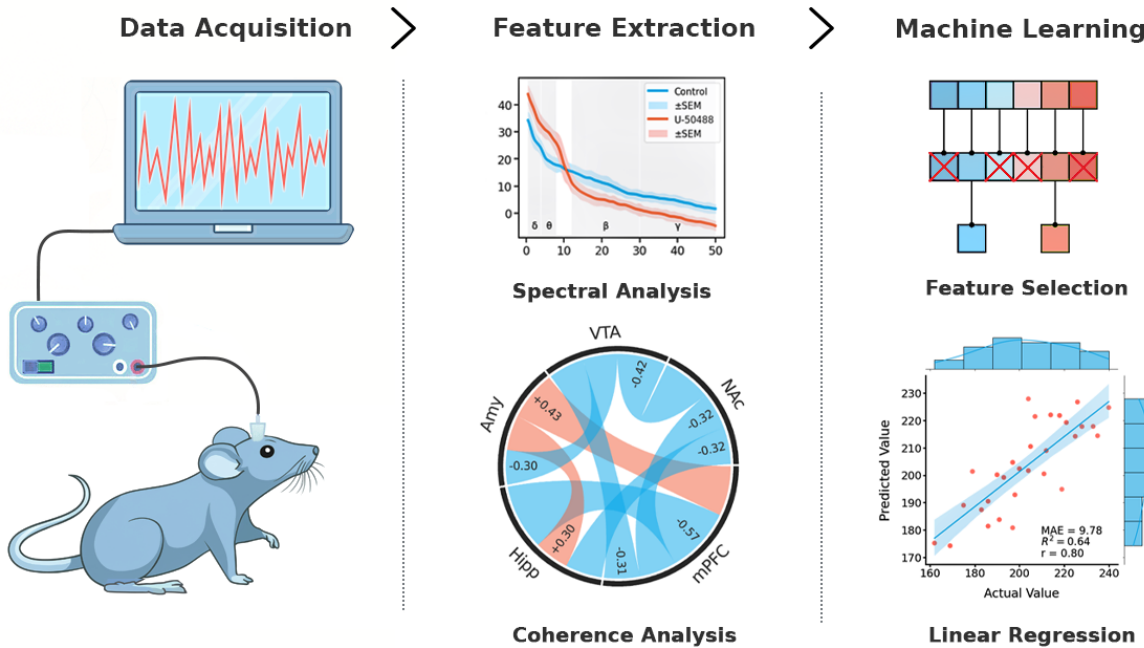 Data Acquisition
Feature Extraction
Machine Learning
Control
±SEM
U-50488
±SEM
40
30
20
10
0
δ
θ
β
γ
0 10 20 30 40 50
Spectral Analysis
Feature Selection
VTA
NAc
mPFC
Hipp
Amy
-0.42
-0.32
-0.32
-0.57
-0.31
+0.30
-0.30
+0.43
Coherence Analysis
Predicted Value
230
220
210
200
190
180
170
MAE = 9.78
R² = 0.64
r = 0.80
160 180 200 220 240
Actual Value
Linear Regression